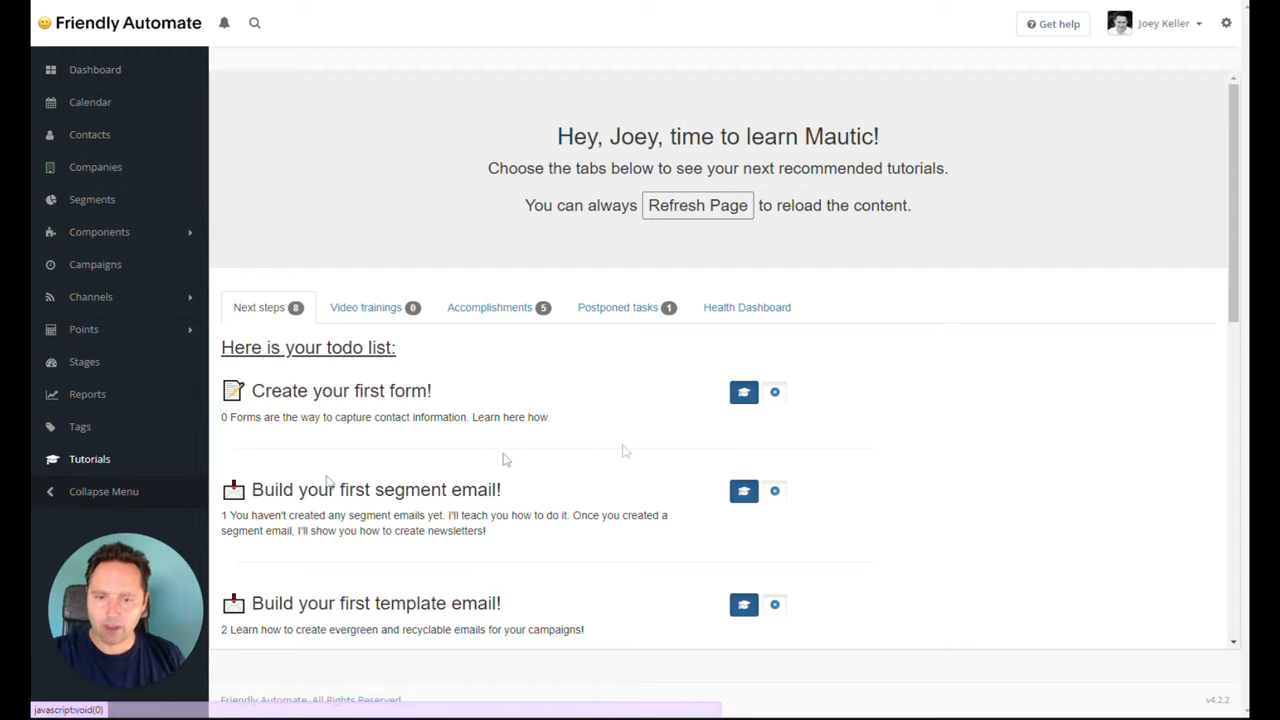 Friendly Automate
Get help
Joey Keller
Dashboard
Calendar
Contacts
Companies
Segments
Components
Campaigns
Channels
Points
Stages
Reports
Tags
Tutorials
Collapse Menu
Hey, Joey, time to learn Mautic!
Choose the tabs below to see your next recommended tutorials.
You can always Refresh Page to reload the content.
Next steps 8 Video trainings 0 Accomplishments 5 Postponed tasks 1 Health Dashboard
Here is your todo list:
Create your first form!
0 Forms are the way to capture contact information. Learn here how.
Build your first segment email!
1 You haven't created any segment emails yet. I'll teach you how to do it. Once you created a
segment email, I'll show you how to create newsletters!
Build your first template email!
2 Learn how to create evergreen and recyclable emails for your campaigns!
Friendly Automate. All Rights Reserved.
v4.2.2
javascript:void(0)